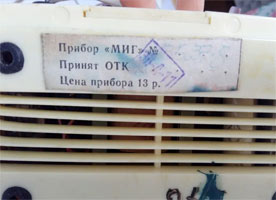 Прибор «МИГ» №
Принят ОТК
Цена прибора 13 р.